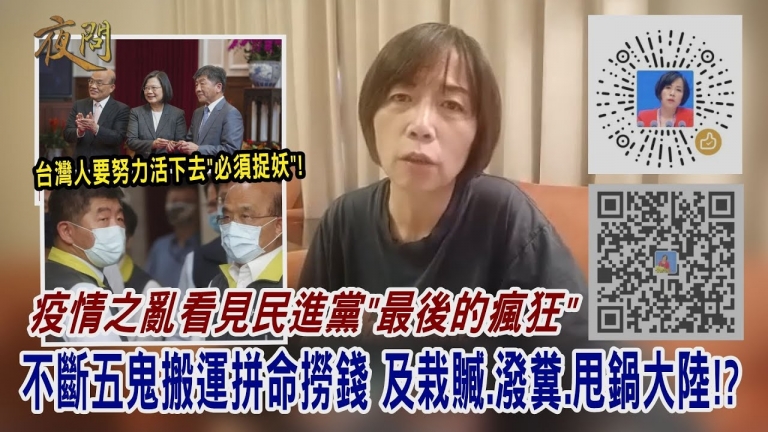 夜問
台灣人要努力活下去"必須捉妖"!
疫情之亂看見民進黨"最後的瘋狂"
不斷五鬼搬運拼命撈錢 及栽贓.潑糞.甩鍋大陸!?